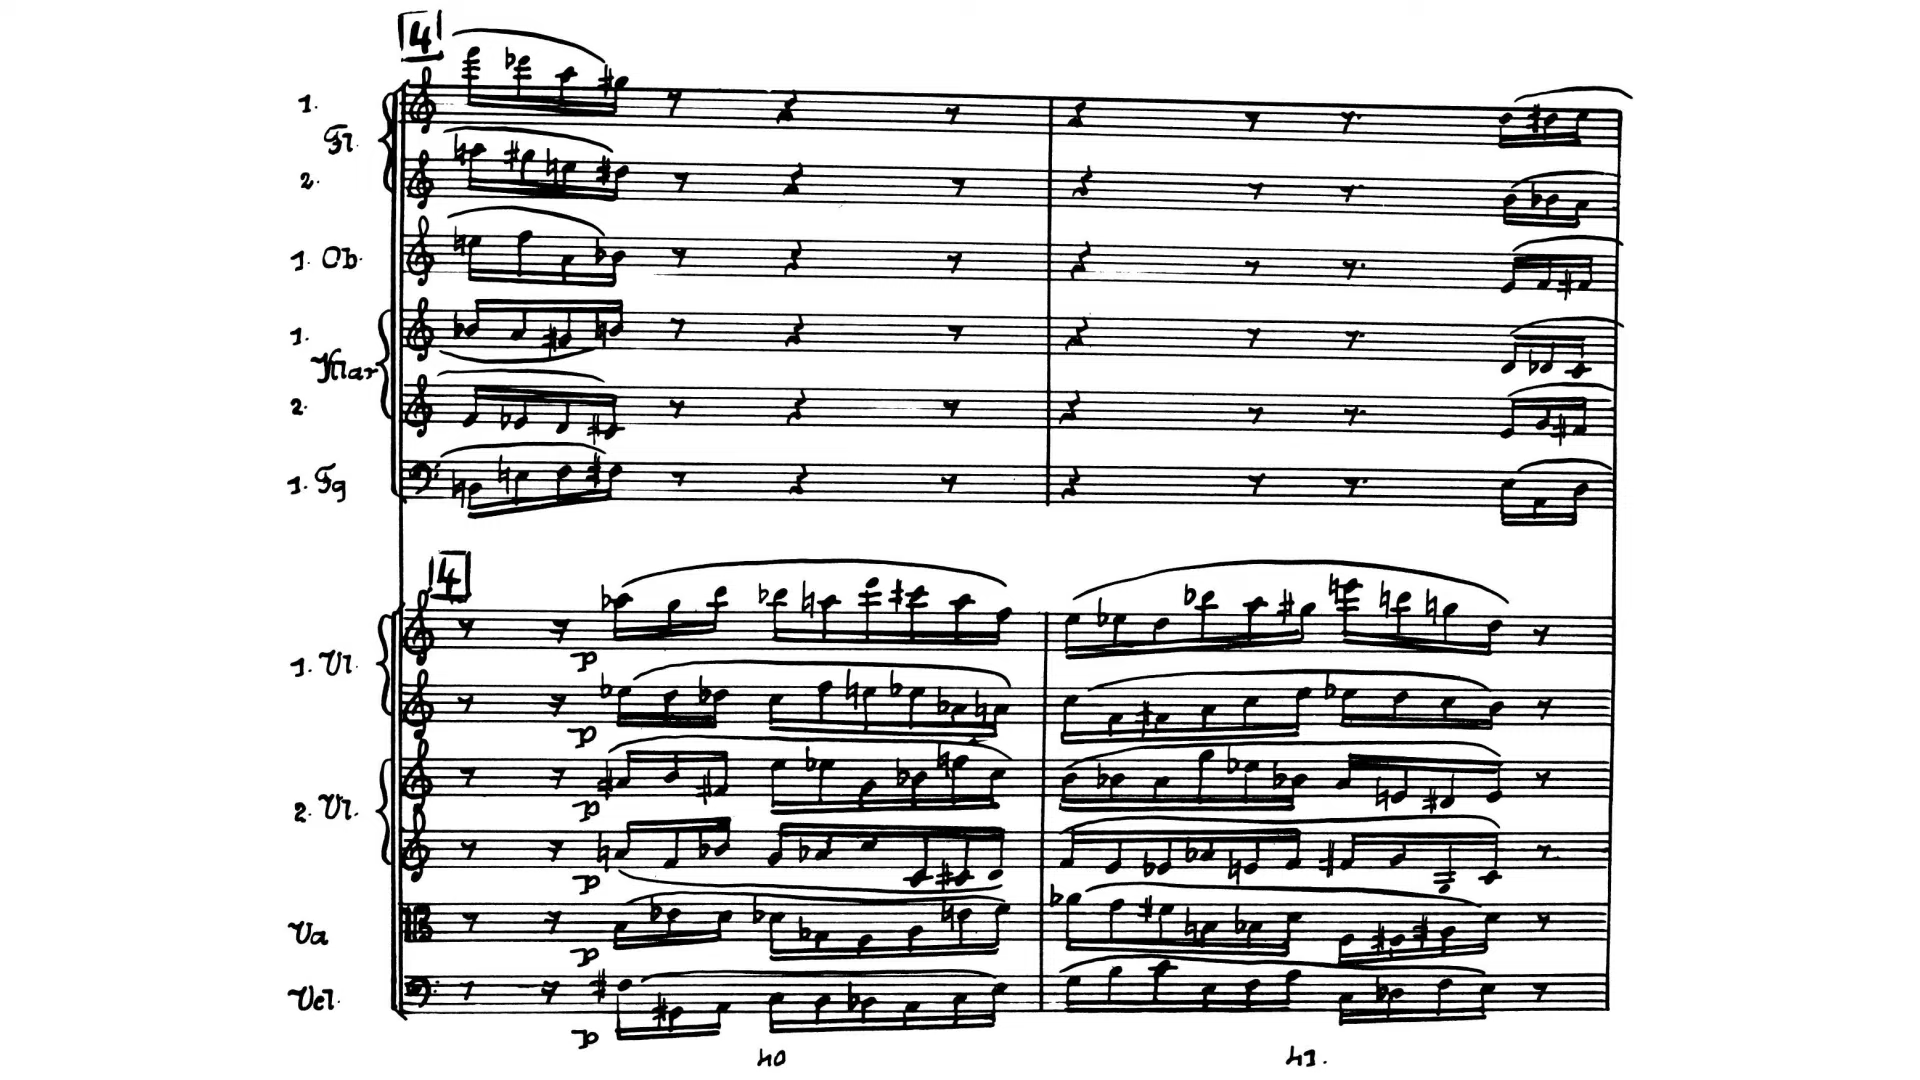 4
1.
Fl.
2.
1. Ob.
1.
Klar
2.
1. Fg
4
1. Vl.
p
p
2. Vl.
p
p
Va
p
Vcl.
p
40
41.